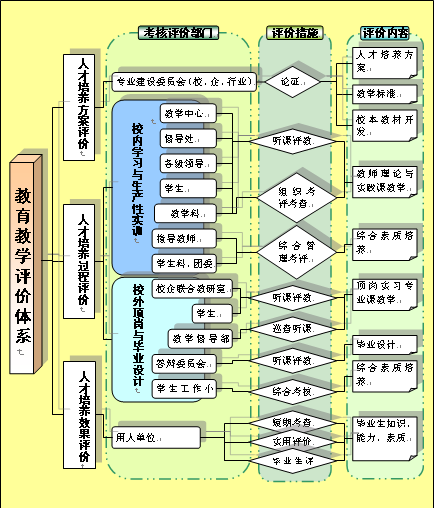 考核评价部门
评价措施
评价内容
教育教学评价体系
人才培养方案评价
人才培养过程评价
人才培养效果评价
专业建设委员会(校,企,行业)
论证
人才培养方
案
教学标准
校本教材开
发
校内学习与生产性实训
教学中心
督导处
各级领导
学生
教学科
指导教师
学生科,团委
听课评教
组织考
评考查
综合管
理考评
教师理论与
实践课教学
综合素质培
养
校外顶岗与毕业设计
校企联合教研室
学生
教学督导部
答辩委员会
学生工作小
听课评教
巡查听课
听课评教
综合考核
顶岗实习专
业课教学
毕业设计
综合素质培
养
用人单位
短期考查
实用评价
毕业生评
毕业生知识,
能力,素质